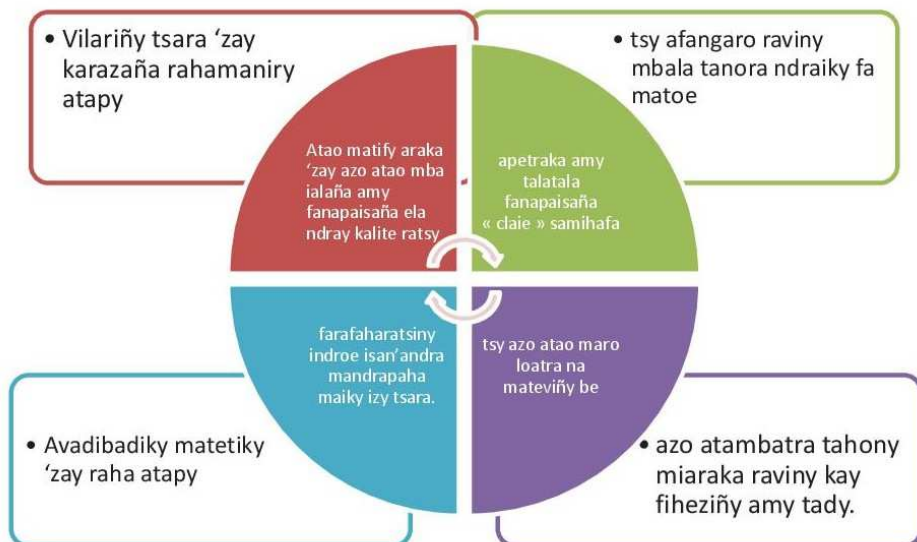 • Vilariñy tsara ‘zay
karazaña rahamaniry
atapy
• tsy afangaro raviny
mbala tanora ndraiky fa
matoe
Atao matify araka
‘zay azo atao mba
ialaña amy
fanapaisaña ela
ndray kalite ratsy
apetraka amy
talatala
fanapaisaña
« claie » samihafa
farafaharatsiny
indroe isan’andra
mandrapaha
maiky izy tsara.
tsy azo atao maro
loatra na
mateviñy be
• Avadibadiky matetiky
‘zay raha atapy
• azo atambatra tahony
miaraka raviny kay
fiheziñy amy tady.